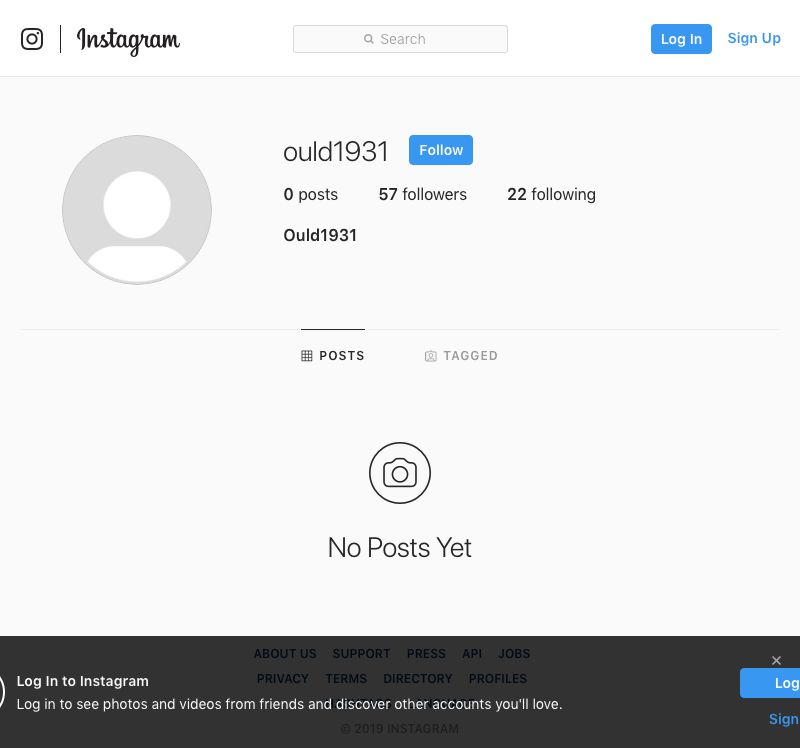 Instagram
Search
Log In
Sign Up
ould1931
Follow
0 posts 57 followers 22 following
Ould1931
POSTS
TAGGED
No Posts Yet
ABOUT US SUPPORT PRESS API JOBS
PRIVACY TERMS DIRECTORY PROFILES
Log In to Instagram
Log in to see photos and videos from friends and discover other accounts you'll love.
Log
Sign
© 2019 INSTAGRAM